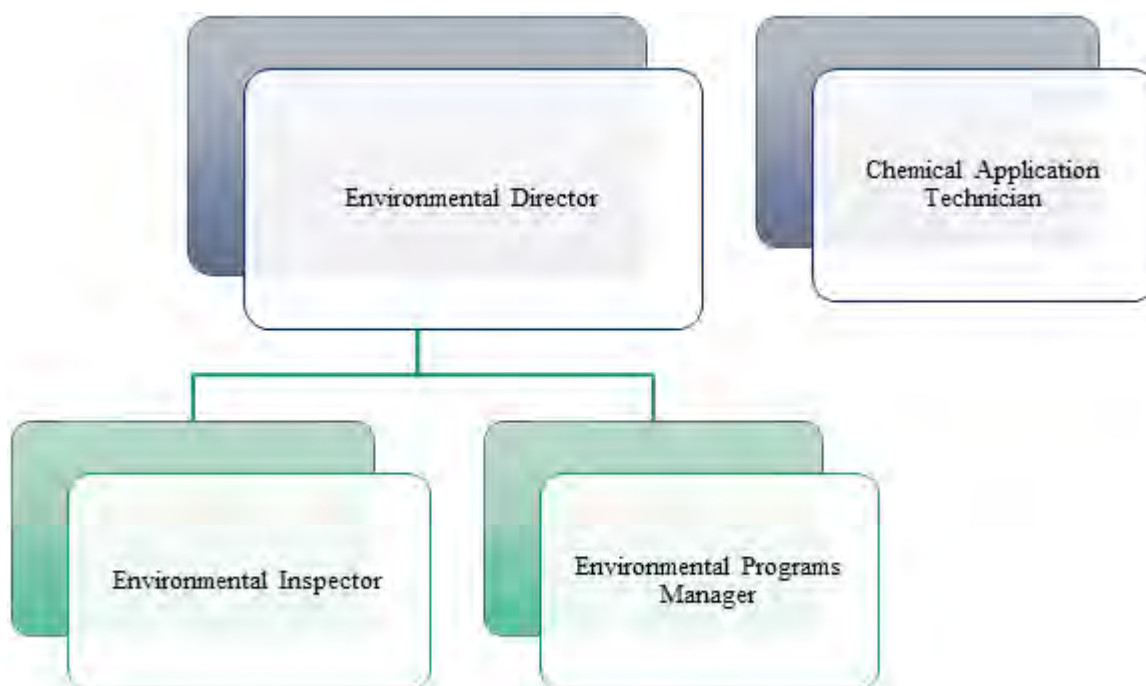 Environmental Director
Chemical Application
Technician
Environmental Inspector
Environmental Programs
Manager